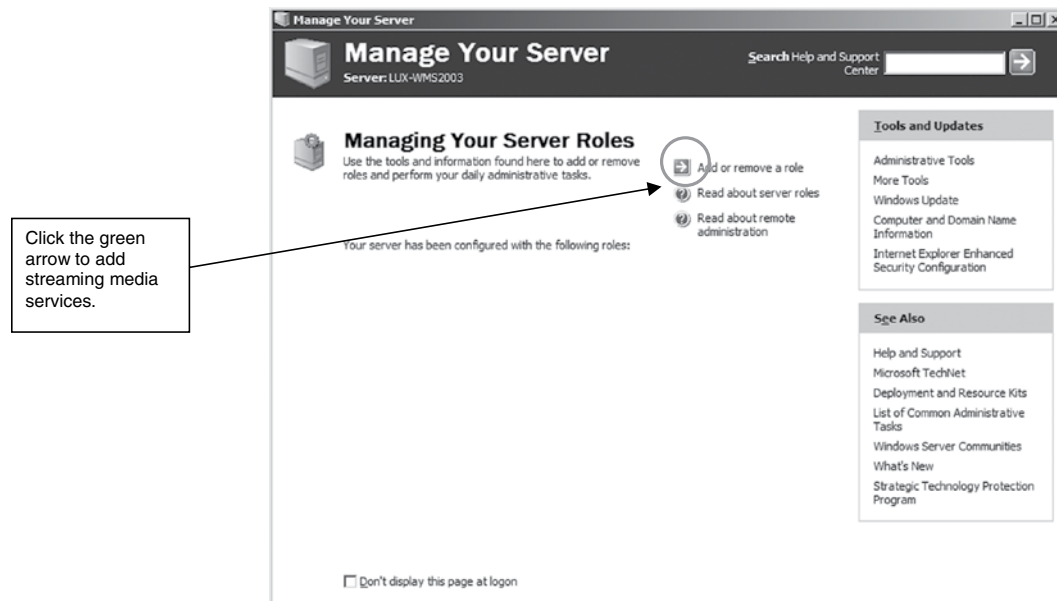 Manage Your Server
Manage Your Server
Server: LUX-WMS2003
Search Help and Support
Center
Managing Your Server Roles
Use the tools and information found here to add or remove
roles and perform your daily administrative tasks.
Add or remove a role
Read about server roles
Read about remote
administration
Your server has been configured with the following roles:
Click the green
arrow to add
streaming media
services.
Tools and Updates
Administrative Tools
More Tools
Windows Update
Computer and Domain Name
Information
Internet Explorer Enhanced
Security Configuration
See Also
Help and Support
Microsoft TechNet
Deployment and Resource Kits
List of Common Administrative
Tasks
Windows Server Communities
What's New
Strategic Technology Protection
Program
Don't display this page at logon